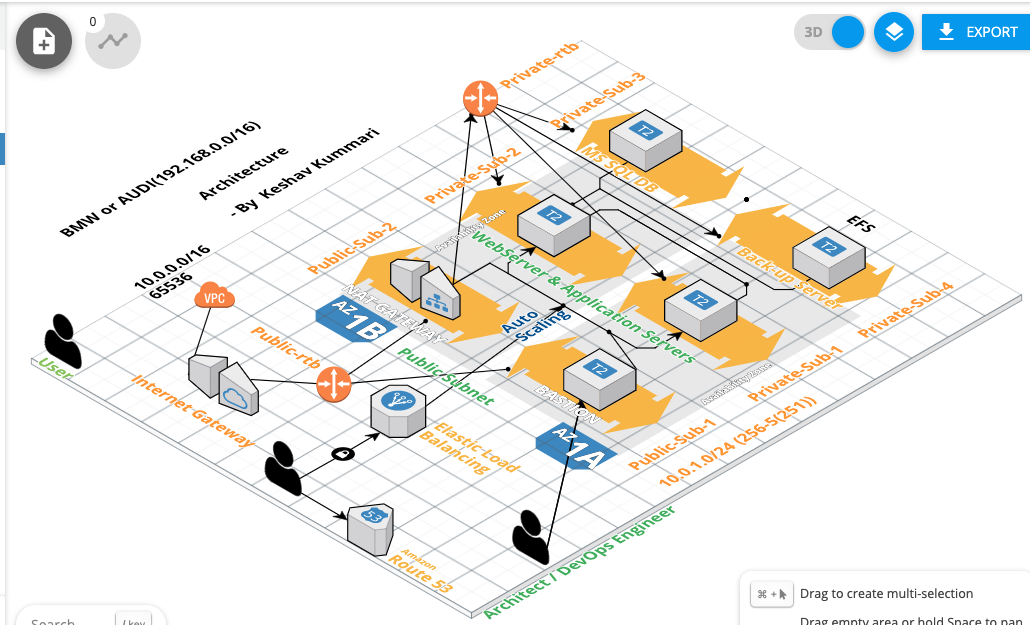 0
3D
EXPORT
Private-rtb
Private-Sub-3
T2
Ms SQL DB
BMW or AUDI(192.168.0.0/16)
Architecture
- By Keshav Kummari
Private-Sub-2
Availability Zone
T2
WebServer & Application Servers
EFS
T2
Back-up server
Private-Sub-4
10.0.0.0/16
65536
VPC
Public-Sub-2
NAT GATEWAY
AZ 1B
Auto
Scaling
T2
Private-Sub-1
Availability Zone
User
Public-rtb
Public Subnet
T2
BASTION
AZ 1A
Public-Sub-1
10.0.1.0/24 (256-5(251))
Internet Gateway
Elastic Load
Balancing
53
Amazon
Route 53
Architect / DevOps Engineer
⌘ +
Drag to create multi-selection
Drag empty area or hold Space to pan
Search
/ key